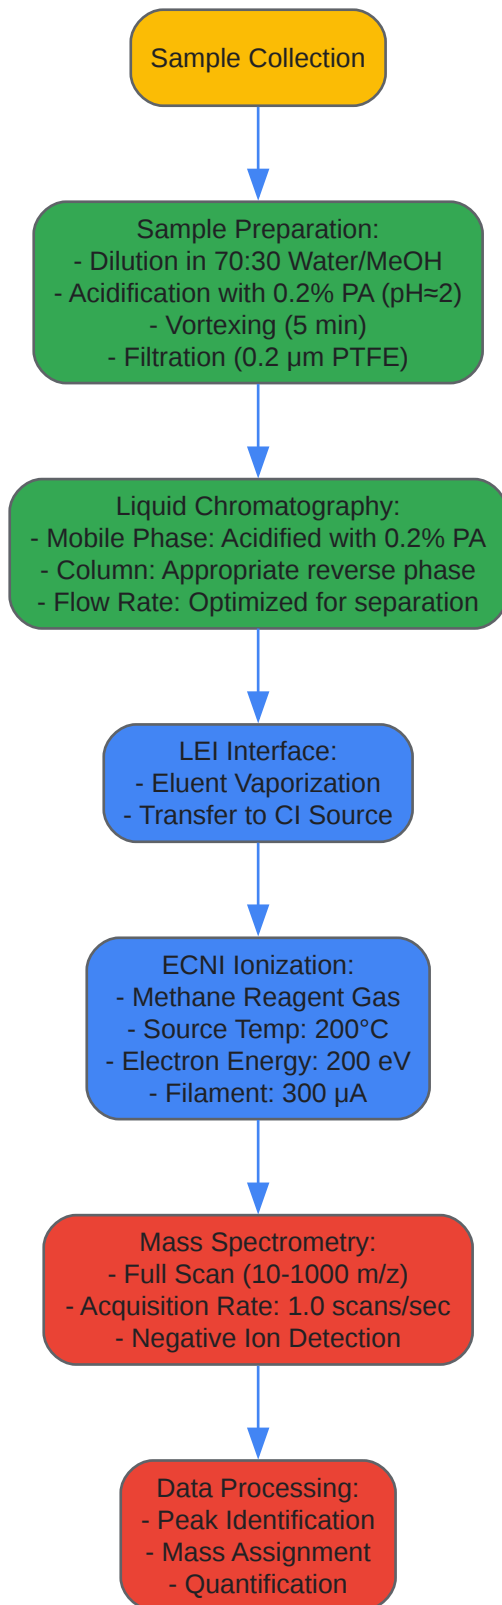 Sample Collection
Sample Preparation:
- Dilution in 70:30 Water/MeOH
- Acidification with 0.2% PA (pH≈2)
- Vortexing (5 min)
- Filtration (0.2 μm PTFE)
Liquid Chromatography:
- Mobile Phase: Acidified with 0.2% PA
- Column: Appropriate reverse phase
- Flow Rate: Optimized for separation
LEI Interface:
- Eluent Vaporization
- Transfer to CI Source
ECNI Ionization:
- Methane Reagent Gas
- Source Temp: 200°C
- Electron Energy: 200 eV
- Filament: 300 μA
Mass Spectrometry:
- Full Scan (10-1000 m/z)
- Acquisition Rate: 1.0 scans/sec
- Negative Ion Detection
Data Processing:
- Peak Identification
- Mass Assignment
- Quantification